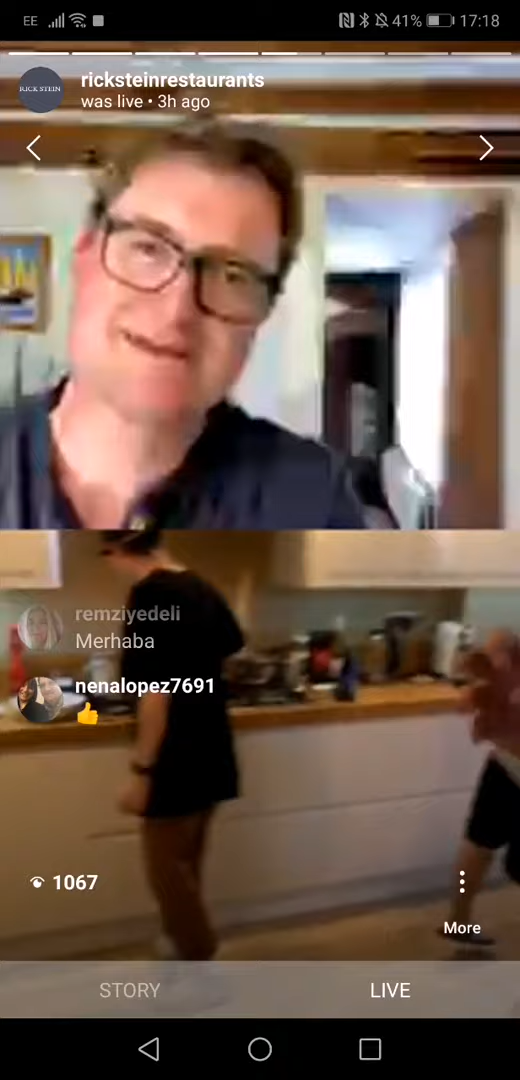 EE 41% 17:18
RICK STEIN
ricksteinrestaurants
was live • 3h ago
remziyedeli
Merhaba
nenalopez7691
👍
1067
More
STORY LIVE